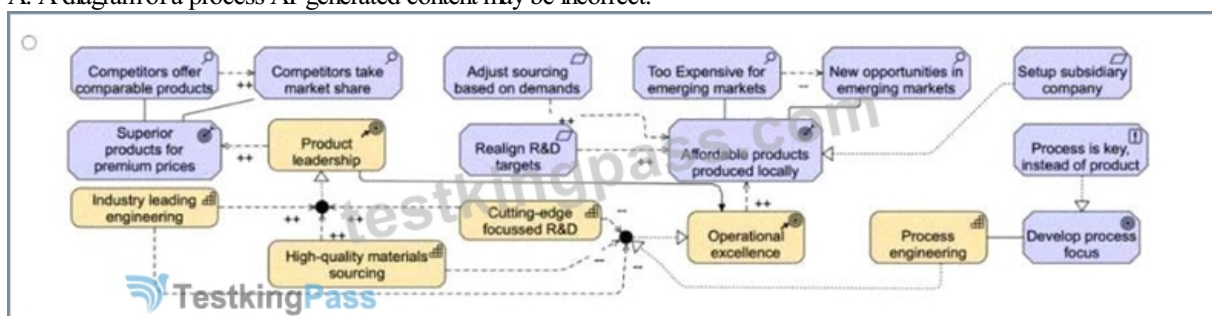 A. A diagram of a process AI-generated content may be incorrect.
Competitors offer
comparable products
++
Competitors take
market share
Adjust sourcing
based on demands
Too Expensive for
emerging markets
--
New opportunities in
emerging markets
Setup subsidiary
company
Superior
products for
premium prices
++
Product
leadership
Realign R&D
targets
++
++
Affordable products
produced locally
Process is key,
instead of product
!
Industry leading
engineering
++
++
++
High-quality materials
sourcing
Cutting-edge
focussed R&D
--
--
--
++
Operational
excellence
Process
engineering
Develop process
focus
testkingpass.com
TestkingPass